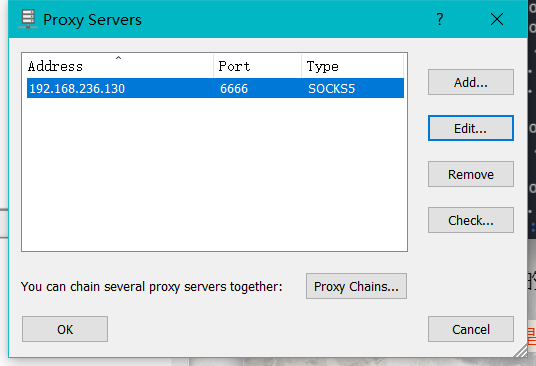 Proxy Servers
? ×
Address Port Type
192.168.236.130 6666 SOCKS5
Add...
Edit...
Remove
Check...
You can chain several proxy servers together: Proxy Chains...
OK Cancel
的